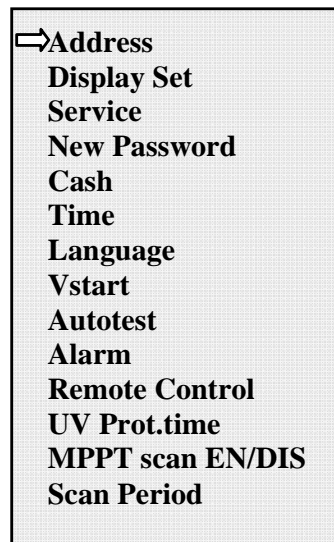 Address
Display Set
Service
New Password
Cash
Time
Language
Vstart
Autotest
Alarm
Remote Control
UV Prot.time
MPPT scan EN/DIS
Scan Period